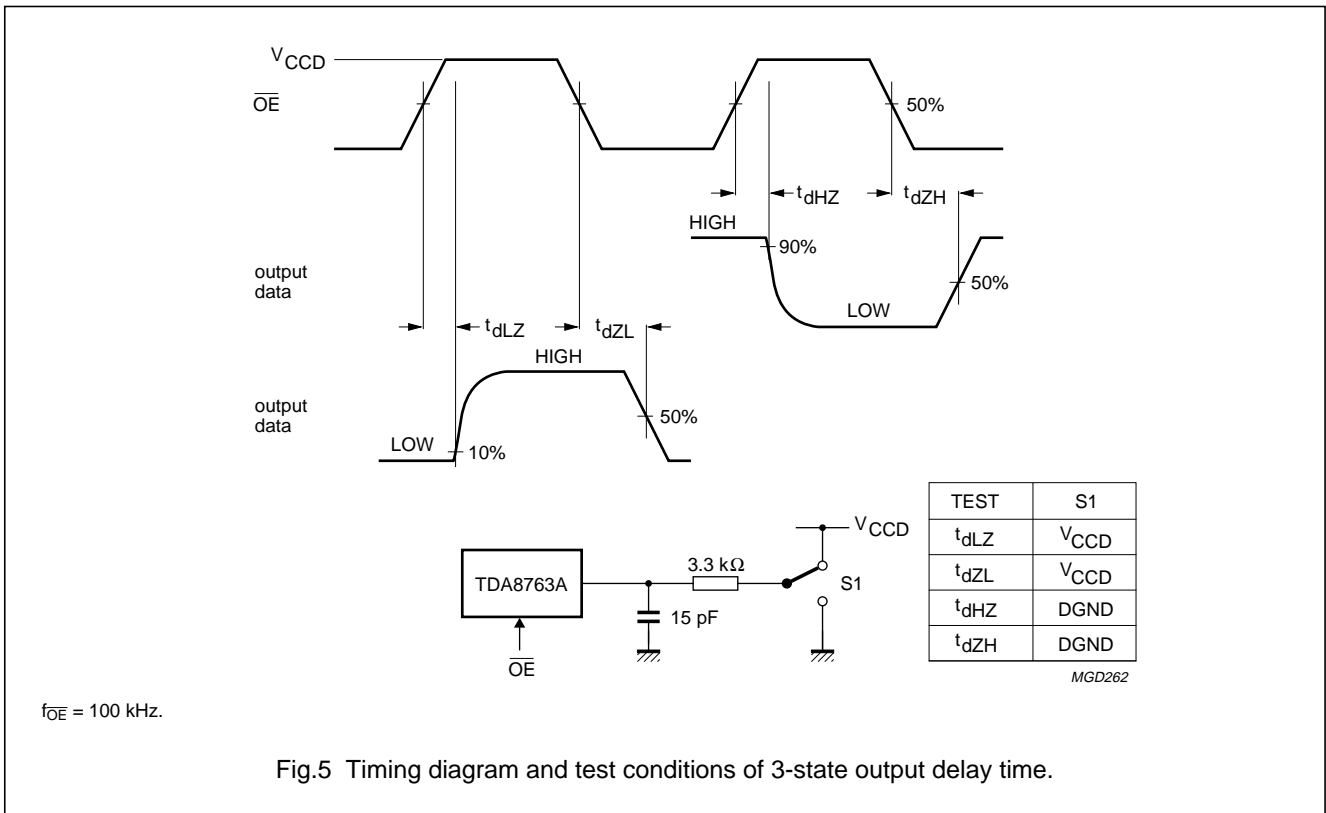 VCCD
OE
50%
tdHZ
tdZH
HIGH
90%
output
data
50%
LOW
tdLZ
tdZL
HIGH
output
data
50%
LOW
10%
TEST S1
tdLZ VCCD
tdZL VCCD
tdHZ DGND
tdZH DGND
VCCD
3.3 kΩ
TDA8763A
S1
15 pF
OE
MGD262
fOE = 100 kHz.
Fig.5 Timing diagram and test conditions of 3-state output delay time.